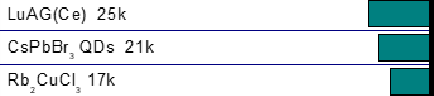 LuAG(Ce) 25k
CsPbBr₃ QDs 21k
Rb₂CuCl₃ 17k